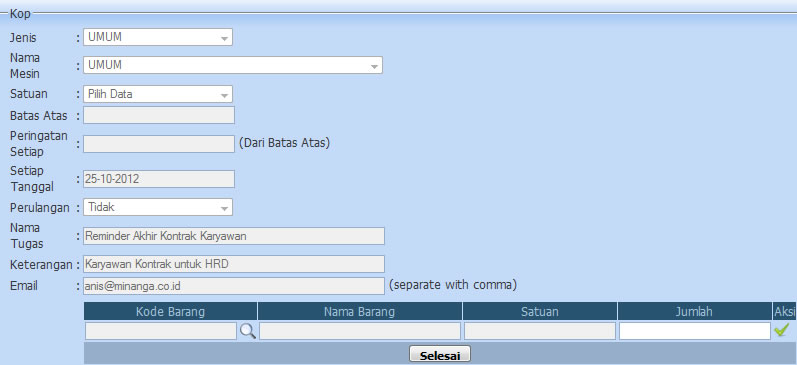 Kop
Jenis : UMUM
Nama Mesin : UMUM
Satuan : Pilih Data
Batas Atas :
Peringatan Setiap : (Dari Batas Atas)
Setiap Tanggal : 25-10-2012
Perulangan : Tidak
Nama Tugas : Reminder Akhir Kontrak Karyawan
Keterangan : Karyawan Kontrak untuk HRD
Email : anis@minanga.co.id (separate with comma)
Kode Barang Nama Barang Satuan Jumlah Aksi
Selesai